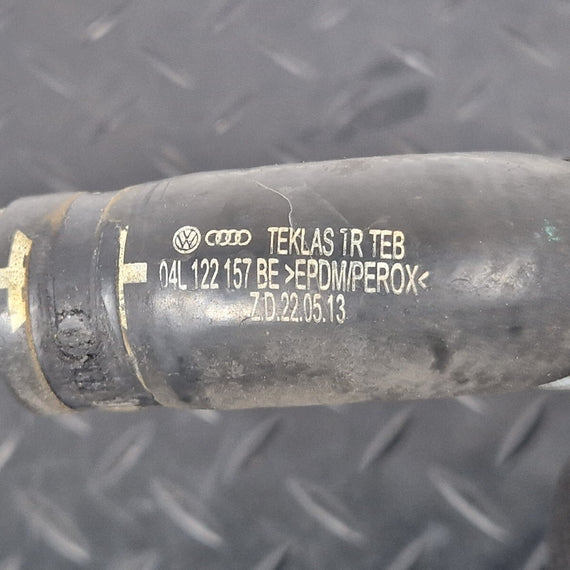 TEKLAS TR TEB
04L 122 157 BE >EPDM/PEROX<
Z.D.22.05.13